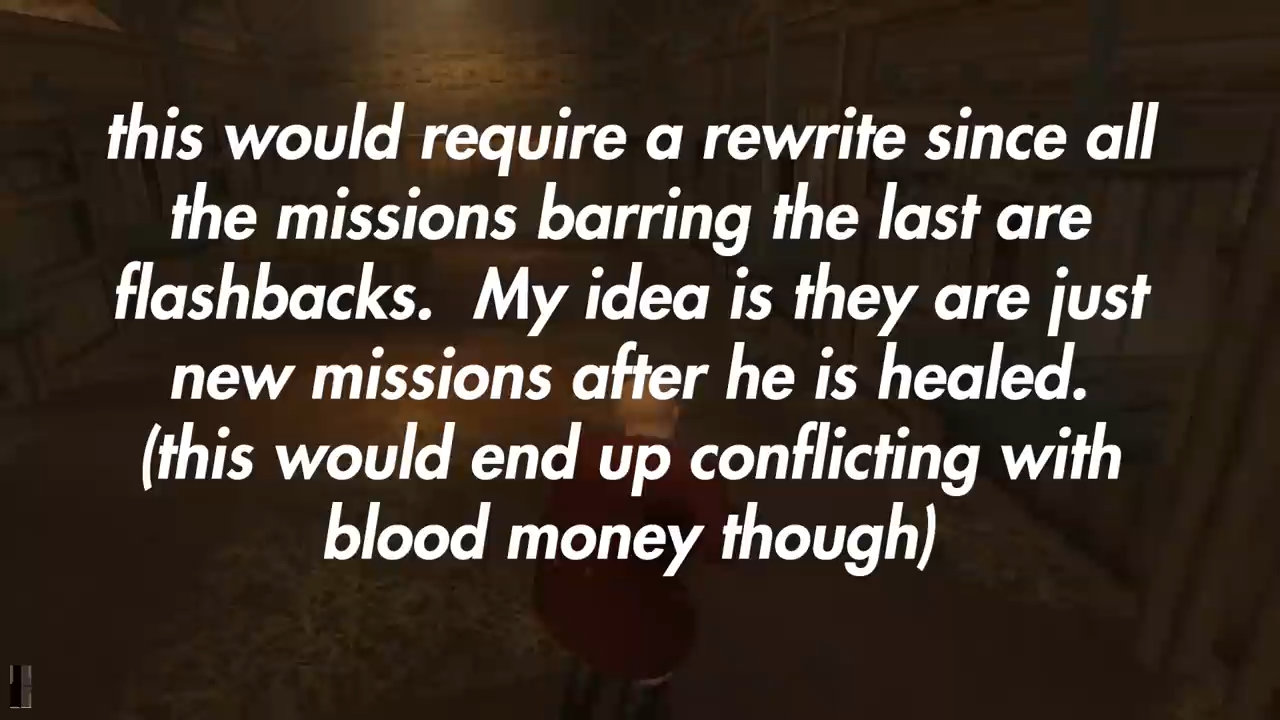 this would require a rewrite since all
the missions barring the last are
flashbacks.  My idea is they are just
new missions after he is healed.
(this would end up conflicting with
blood money though)